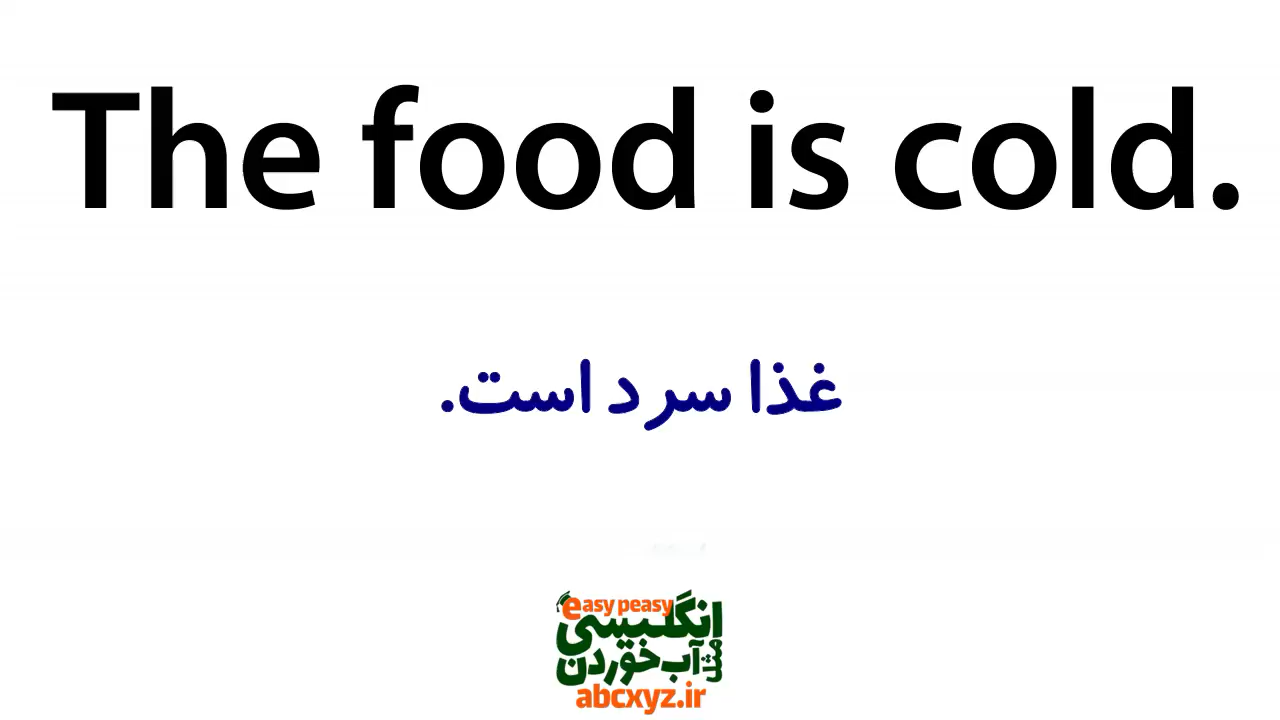 The food is cold.
غذا سرد است.
easy peasy
انگلیسی
مثل آب خوردن
abcxyz.ir